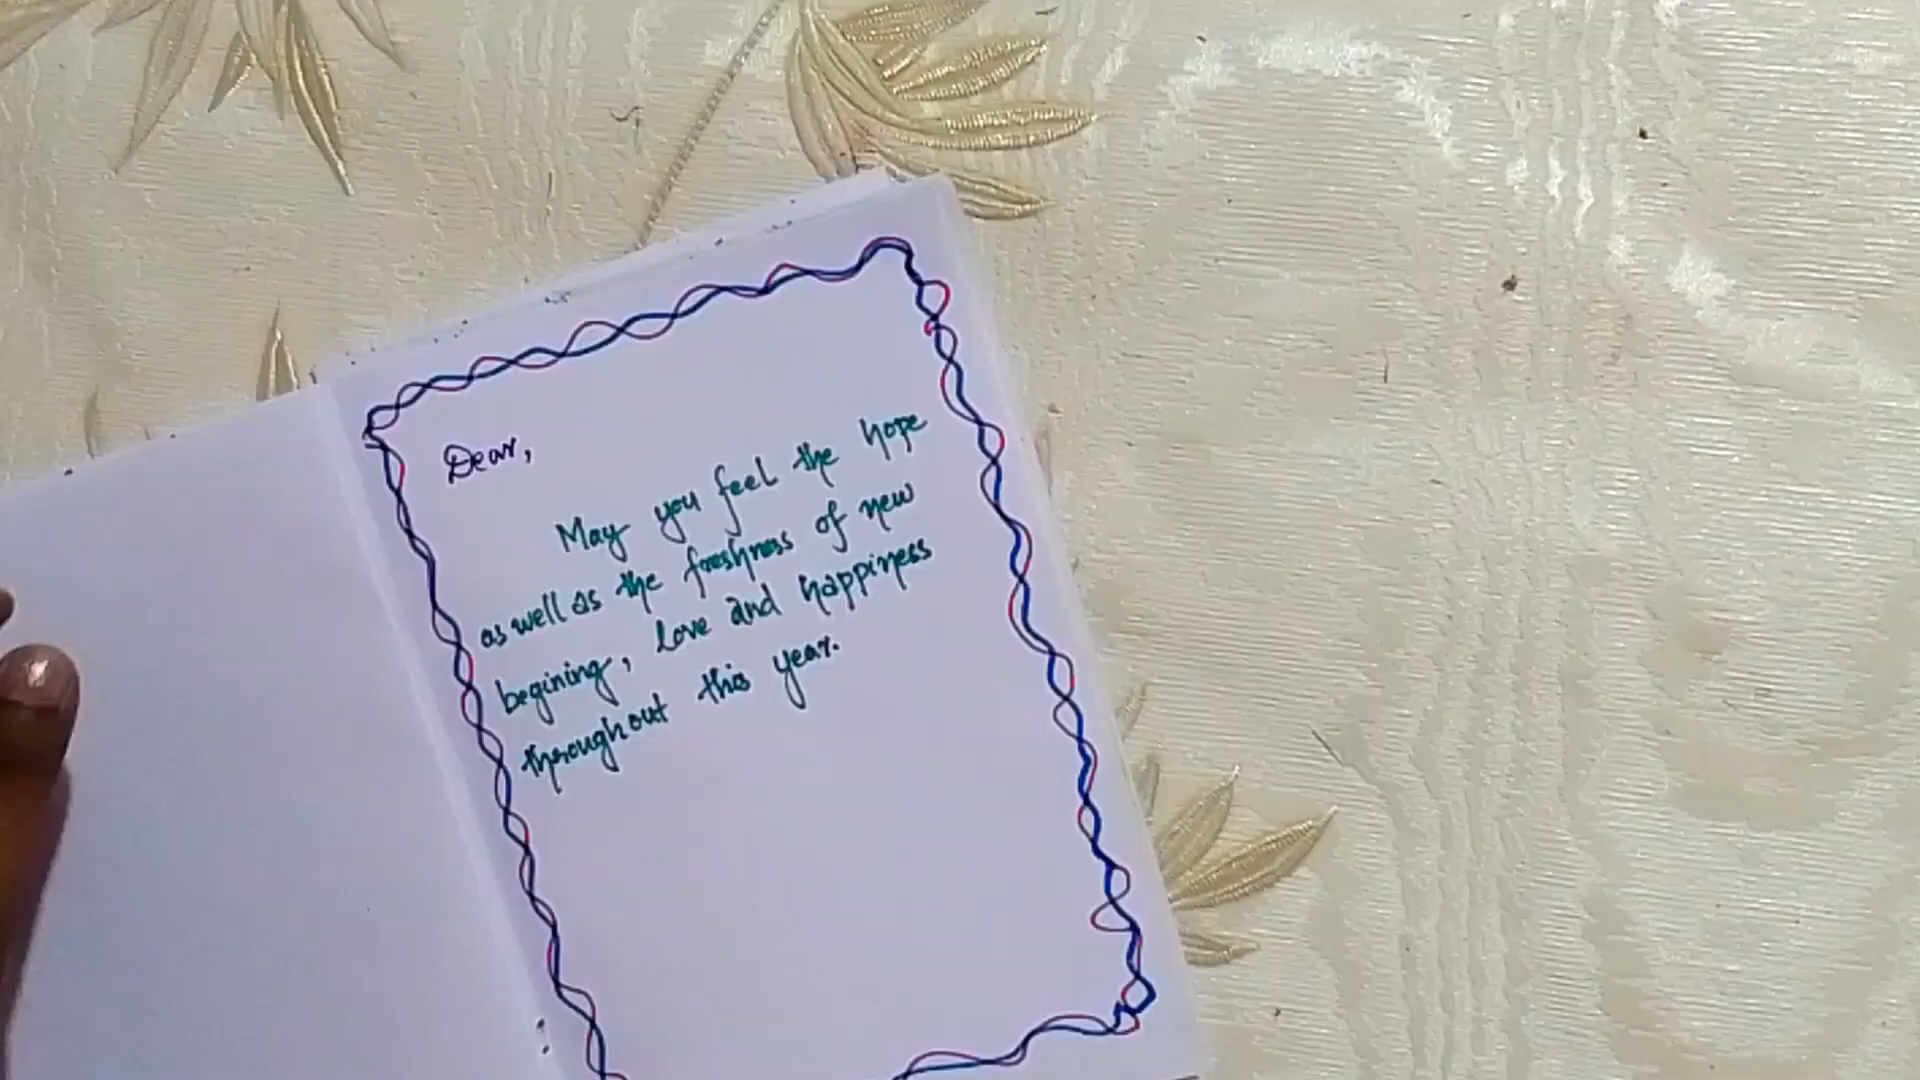 Dear,
May you feel the hope
as well as the freshness of new
begining, love and happiness
throughout this year.